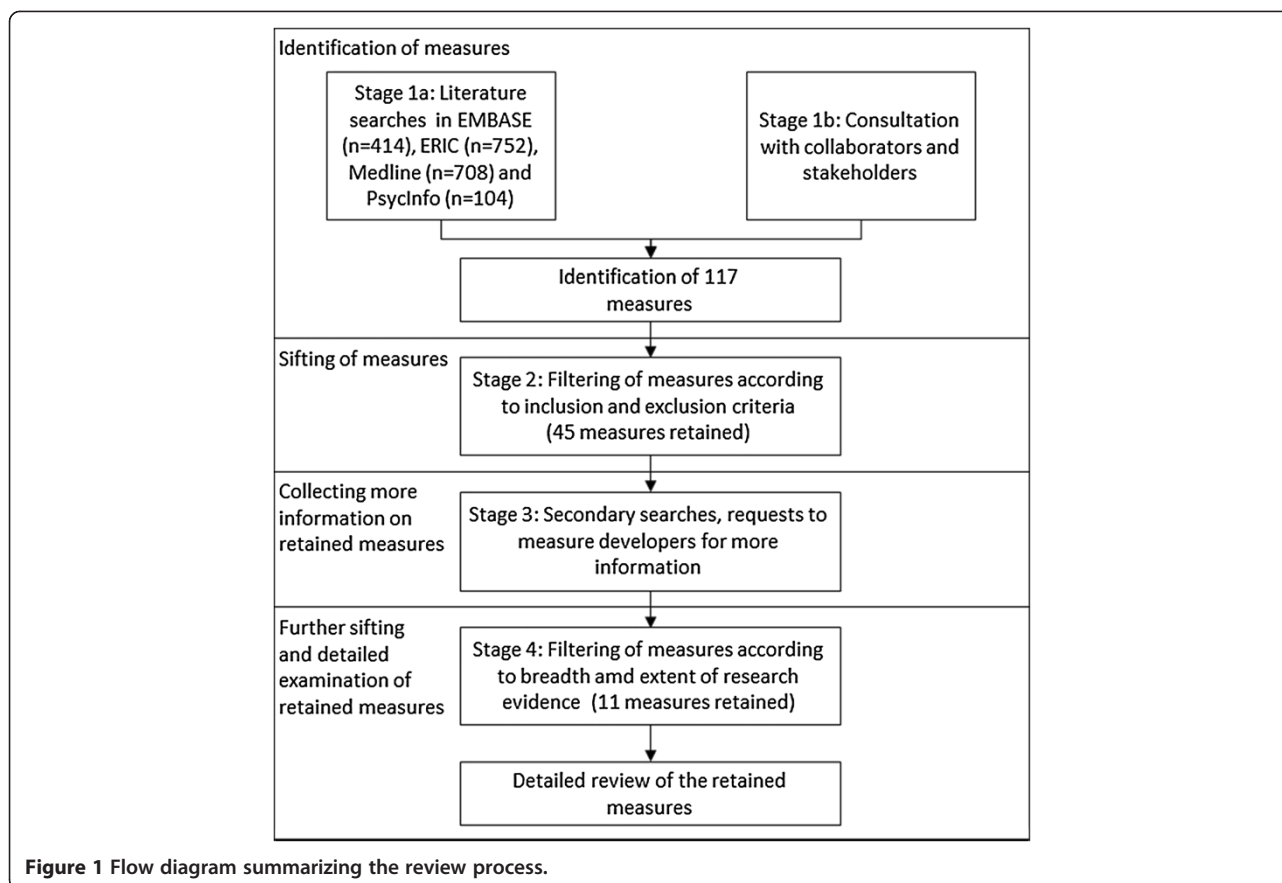 Identification of measures
Stage 1a: Literature
searches in EMBASE
(n=414), ERIC (n=752),
Medline (n=708) and
PsycInfo (n=104)
Stage 1b: Consultation
with collaborators and
stakeholders
Identification of 117
measures
Sifting of measures
Stage 2: Filtering of measures according
to inclusion and exclusion criteria
(45 measures retained)
Collecting more
information on
retained measures
Stage 3: Secondary searches, requests to
measure developers for more
information
Further sifting
and detailed
examination of
retained measures
Stage 4: Filtering of measures according
to breadth amd extent of research
evidence (11 measures retained)
Detailed review of the retained
measures
Figure 1 Flow diagram summarizing the review process.